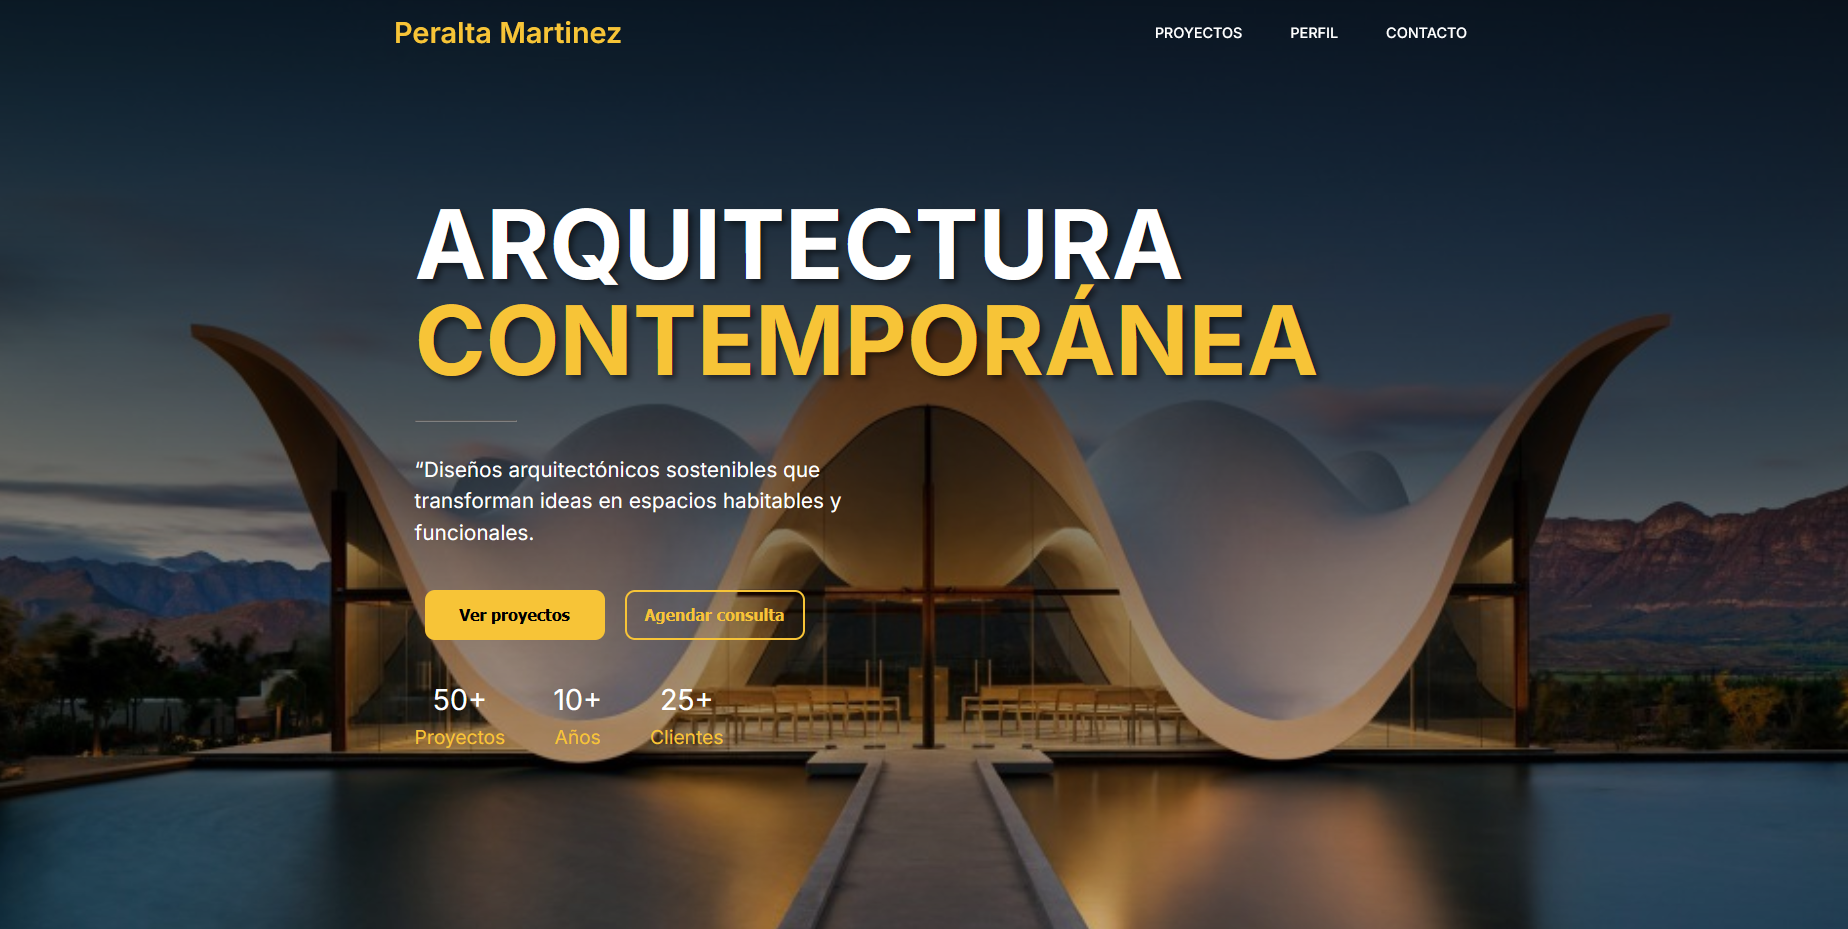 Peralta Martinez
PROYECTOS PERFIL CONTACTO
ARQUITECTURA
CONTEMPORÁNEA
“Diseños arquitectónicos sostenibles que
transforman ideas en espacios habitables y
funcionales.
Ver proyectos Agendar consulta
50+ 10+ 25+
Proyectos Años Clientes